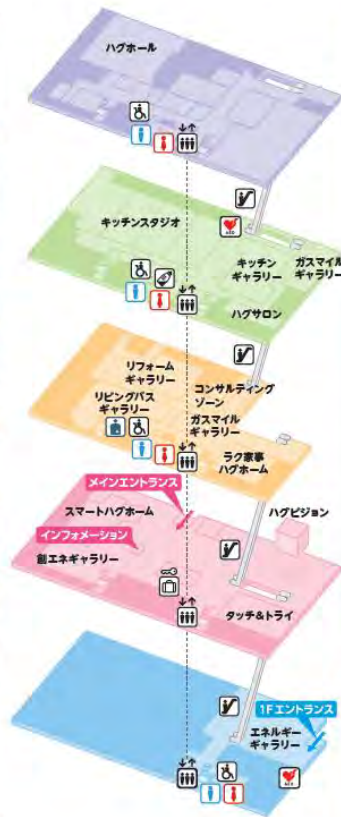 ハグホール
キッチンスタジオ
キッチン
ギャラリー
ガスマイル
ギャラリー
ハグサロン
リフォーム
ギャラリー
コンサルティング
ゾーン
リビングバス
ギャラリー
ガスマイル
ギャラリー
ラク家事
ハグホーム
メインエントランス
スマートハグホーム
ハグビジョン
インフォメーション
創エネギャラリー
タッチ&トライ
1Fエントランス
エネルギー
ギャラリー